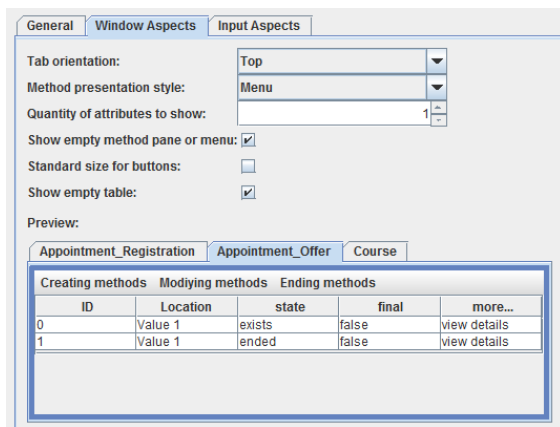 General Window Aspects Input Aspects
Tab orientation: Top
Method presentation style: Menu
Quantity of attributes to show: 1
Show empty method pane or menu:
Standard size for buttons:
Show empty table:
Preview:
Appointment_Registration Appointment_Offer Course
Creating methods Modiying methods Ending methods
ID Location state final more...
0 Value 1 exists false view details
1 Value 1 ended false view details